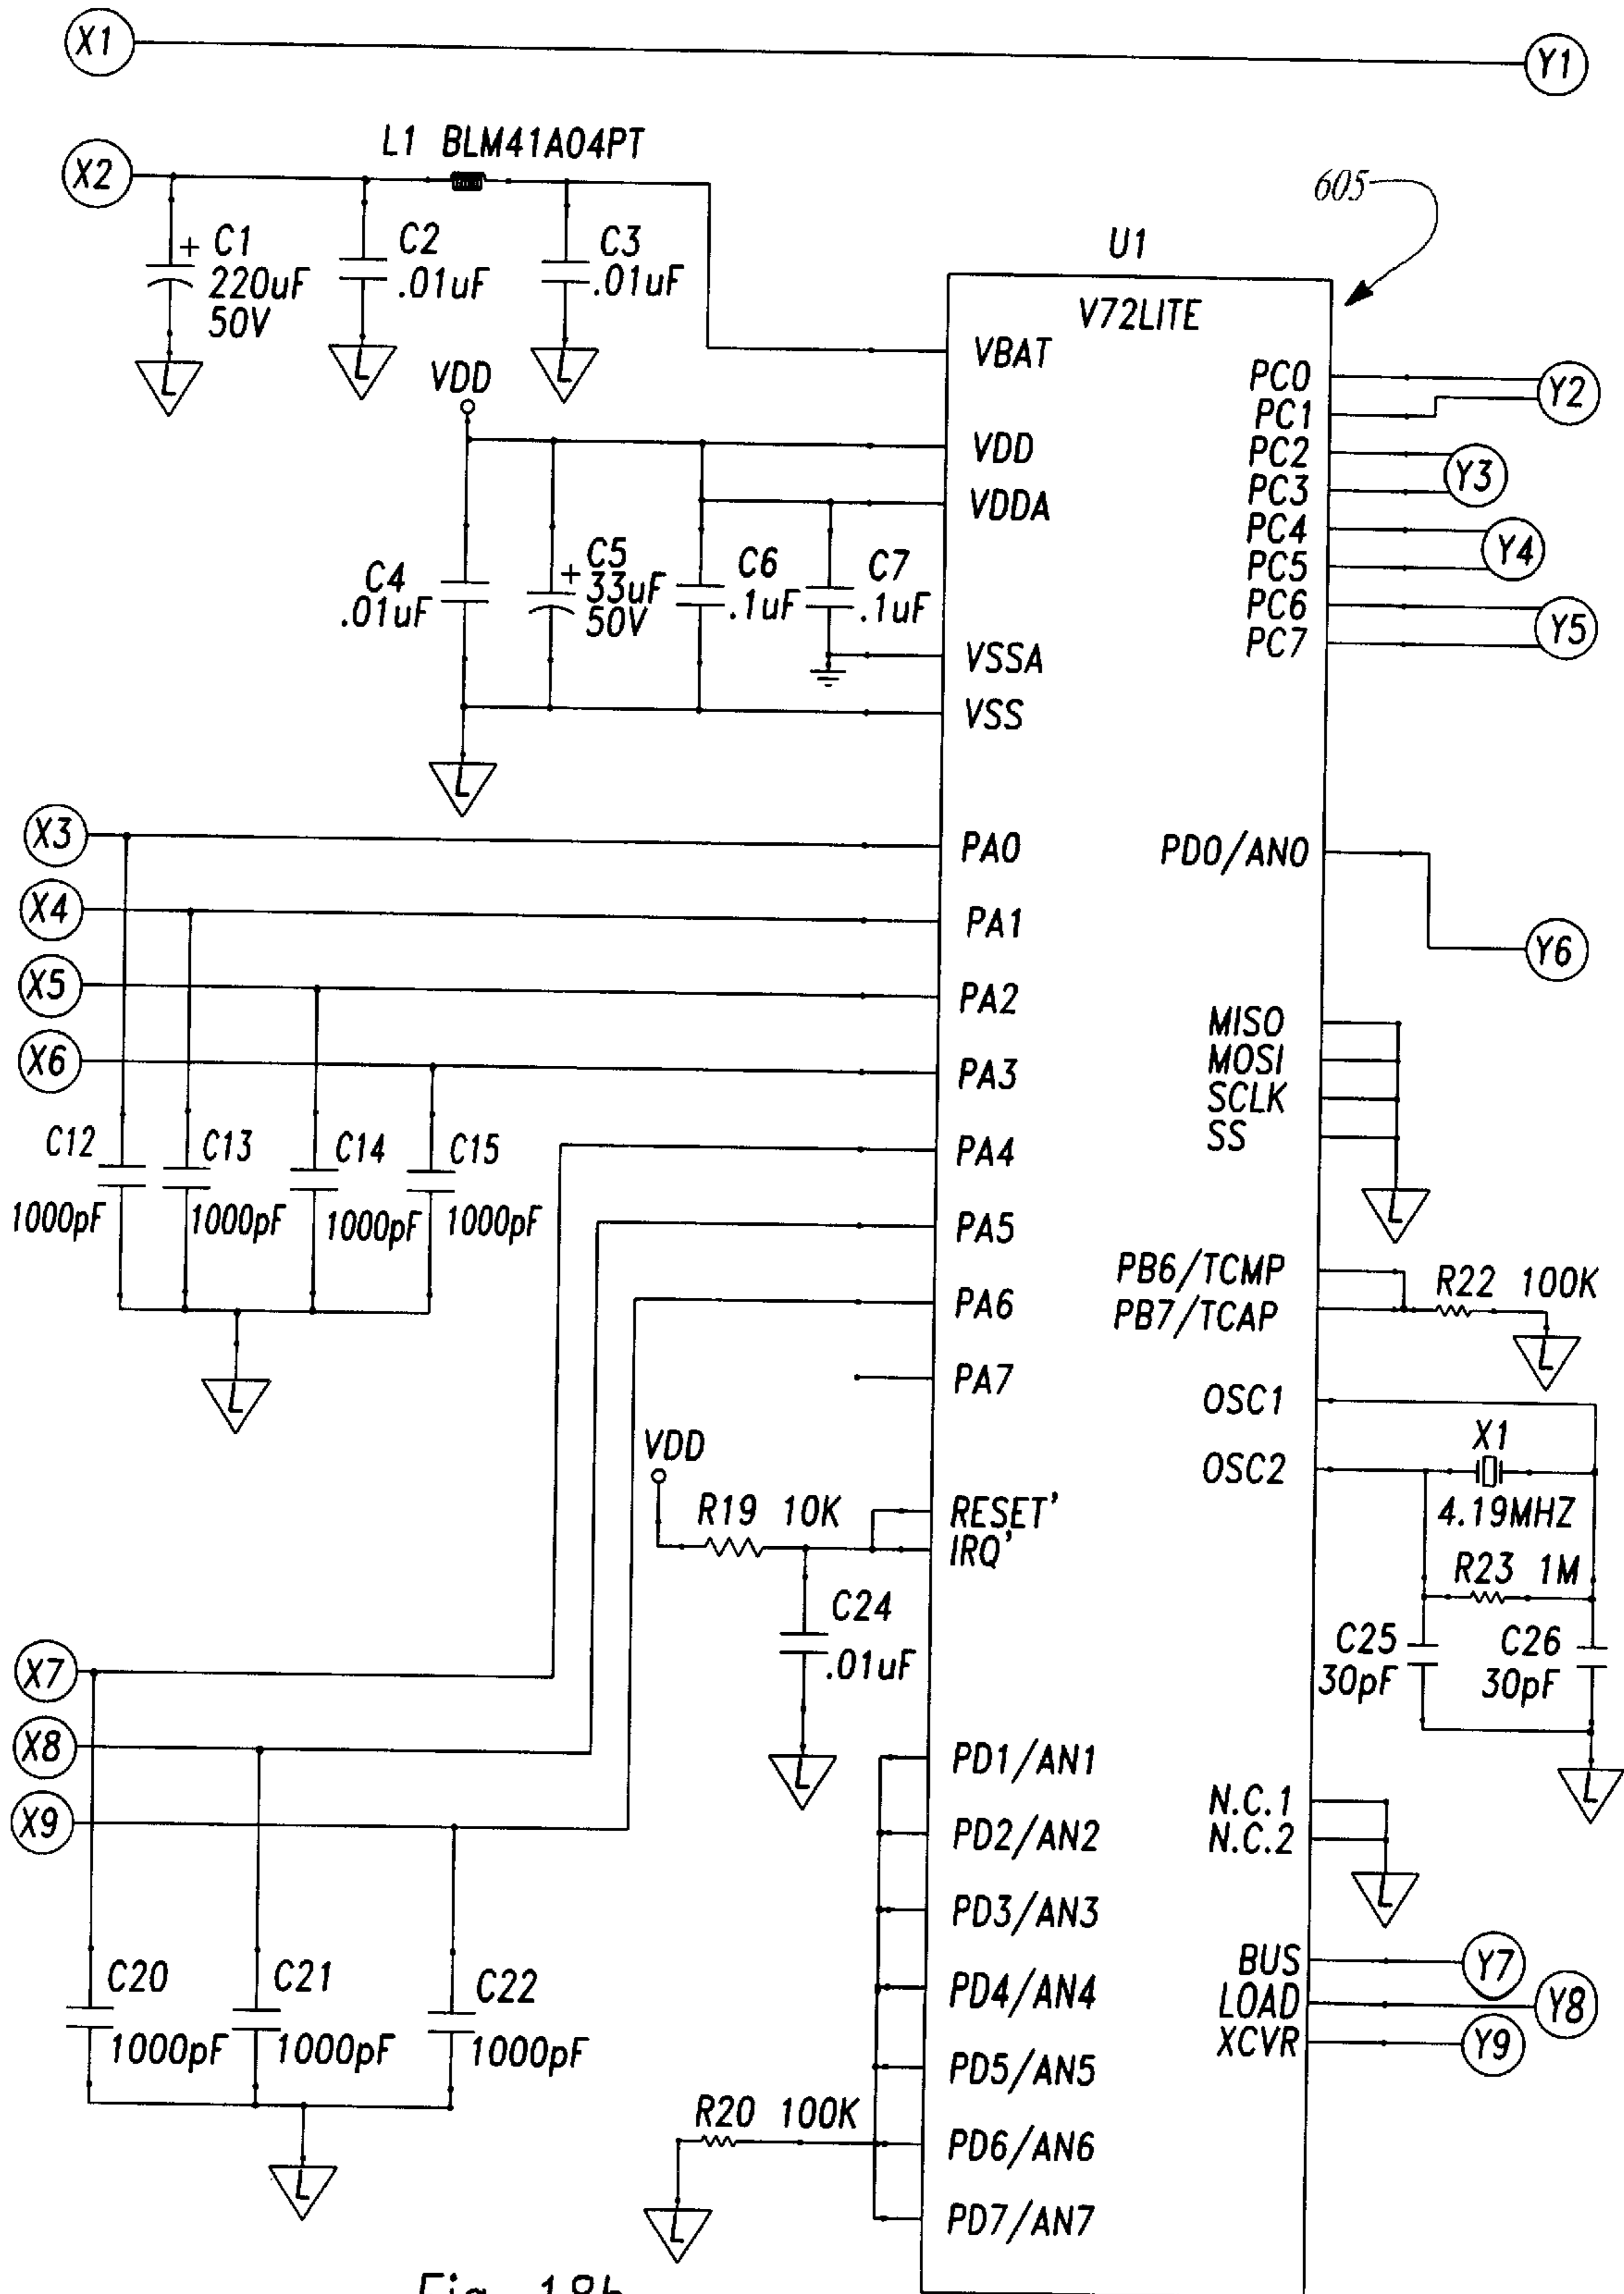 X1
Y1
X2
L1 BLM41A04PT
605
C1
220uF
50V
C2
.01uF
C3
.01uF
L
L
L
U1
V72LITE
VBAT
VDD
VDD
VDDA
C4
.01uF
C5
33uF
50V
C6
.1uF
C7
.1uF
VSSA
VSS
L
PC0
PC1
PC2
PC3
PC4
PC5
PC6
PC7
Y2
Y3
Y4
Y5
X3
PA0
PD0/AN0
X4
PA1
Y6
X5
PA2
X6
PA3
MISO
MOSI
SCLK
SS
L
C12
1000pF
C13
1000pF
C14
1000pF
C15
1000pF
L
PA4
PA5
PA6
PA7
PB6/TCMP
PB7/TCAP
R22 100K
L
OSC1
OSC2
X1
4.19MHZ
R23 1M
C25
30pF
C26
30pF
L
VDD
R19 10K
RESET'
IRQ'
C24
.01uF
L
X7
X8
X9
PD1/AN1
PD2/AN2
PD3/AN3
PD4/AN4
PD5/AN5
PD6/AN6
PD7/AN7
N.C.1
N.C.2
L
BUS
LOAD
XCVR
Y7
Y8
Y9
C20
1000pF
C21
1000pF
C22
1000pF
L
R20 100K
L
Fig. 18b